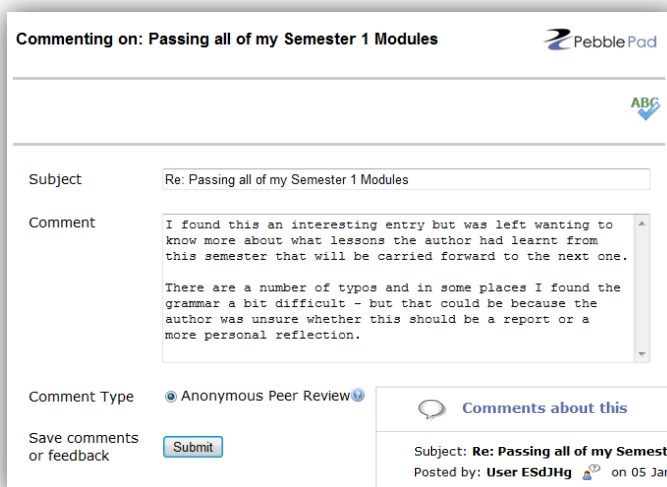 Commenting on: Passing all of my Semester 1 Modules
PebblePad
ABC
Subject
Re: Passing all of my Semester 1 Modules
Comment
I found this an interesting entry but was left wanting to
know more about what lessons the author had learnt from
this semester that will be carried forward to the next one.
There are a number of typos and in some places I found the
grammar a bit difficult - but that could be because the
author was unsure whether this should be a report or a
more personal reflection.
Comment Type
Anonymous Peer Review
Save comments
or feedback
Submit
Comments about this
Subject: Re: Passing all of my Semest
Posted by: User ESdJHg on 05 Jan